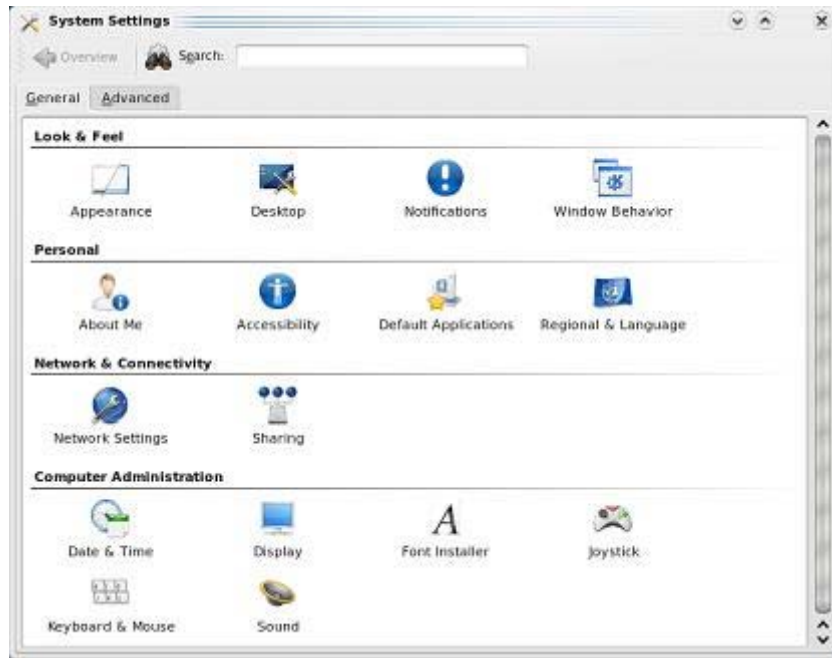 System Settings
Overview Search:
General Advanced
Look & Feel
Appearance Desktop Notifications Window Behavior
Personal
About Me Accessibility Default Applications Regional & Language
Network & Connectivity
Network Settings Sharing
Computer Administration
Date & Time Display Font Installer Joystick
Keyboard & Mouse Sound